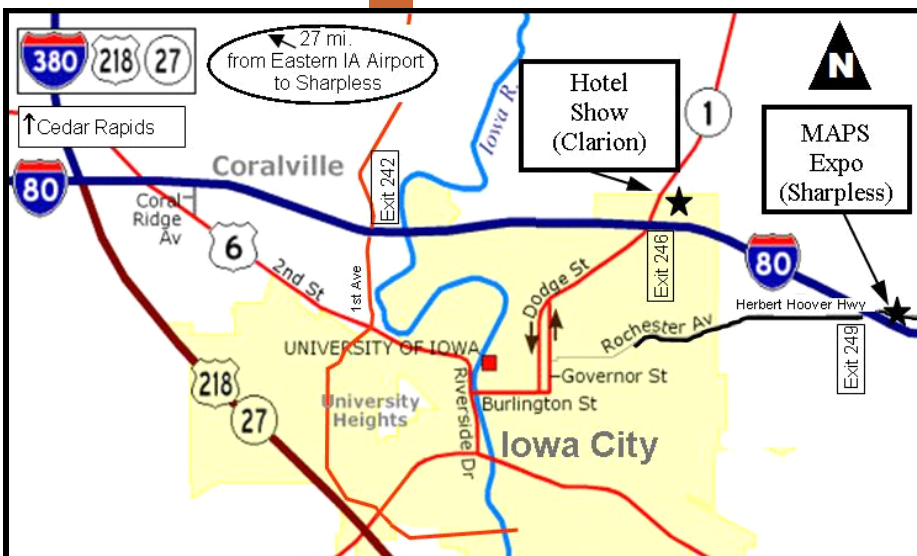 380 218 27
↑Cedar Rapids
27 mi.
from Eastern IA Airport
to Sharpless
Iowa R.
Hotel
Show
(Clarion)
1
N
MAPS
Expo
(Sharpless)
Coralville
80
Coral
Ridge
Av
6
2nd St
Exit 242
1st Ave
Exit 246
80
Dodge St
Herbert Hoover Hwy
Rochester Av
Exit 249
UNIVERSITY OF IOWA
Governor St
218
27
University
Heights
Riverside Dr
Burlington St
Iowa City